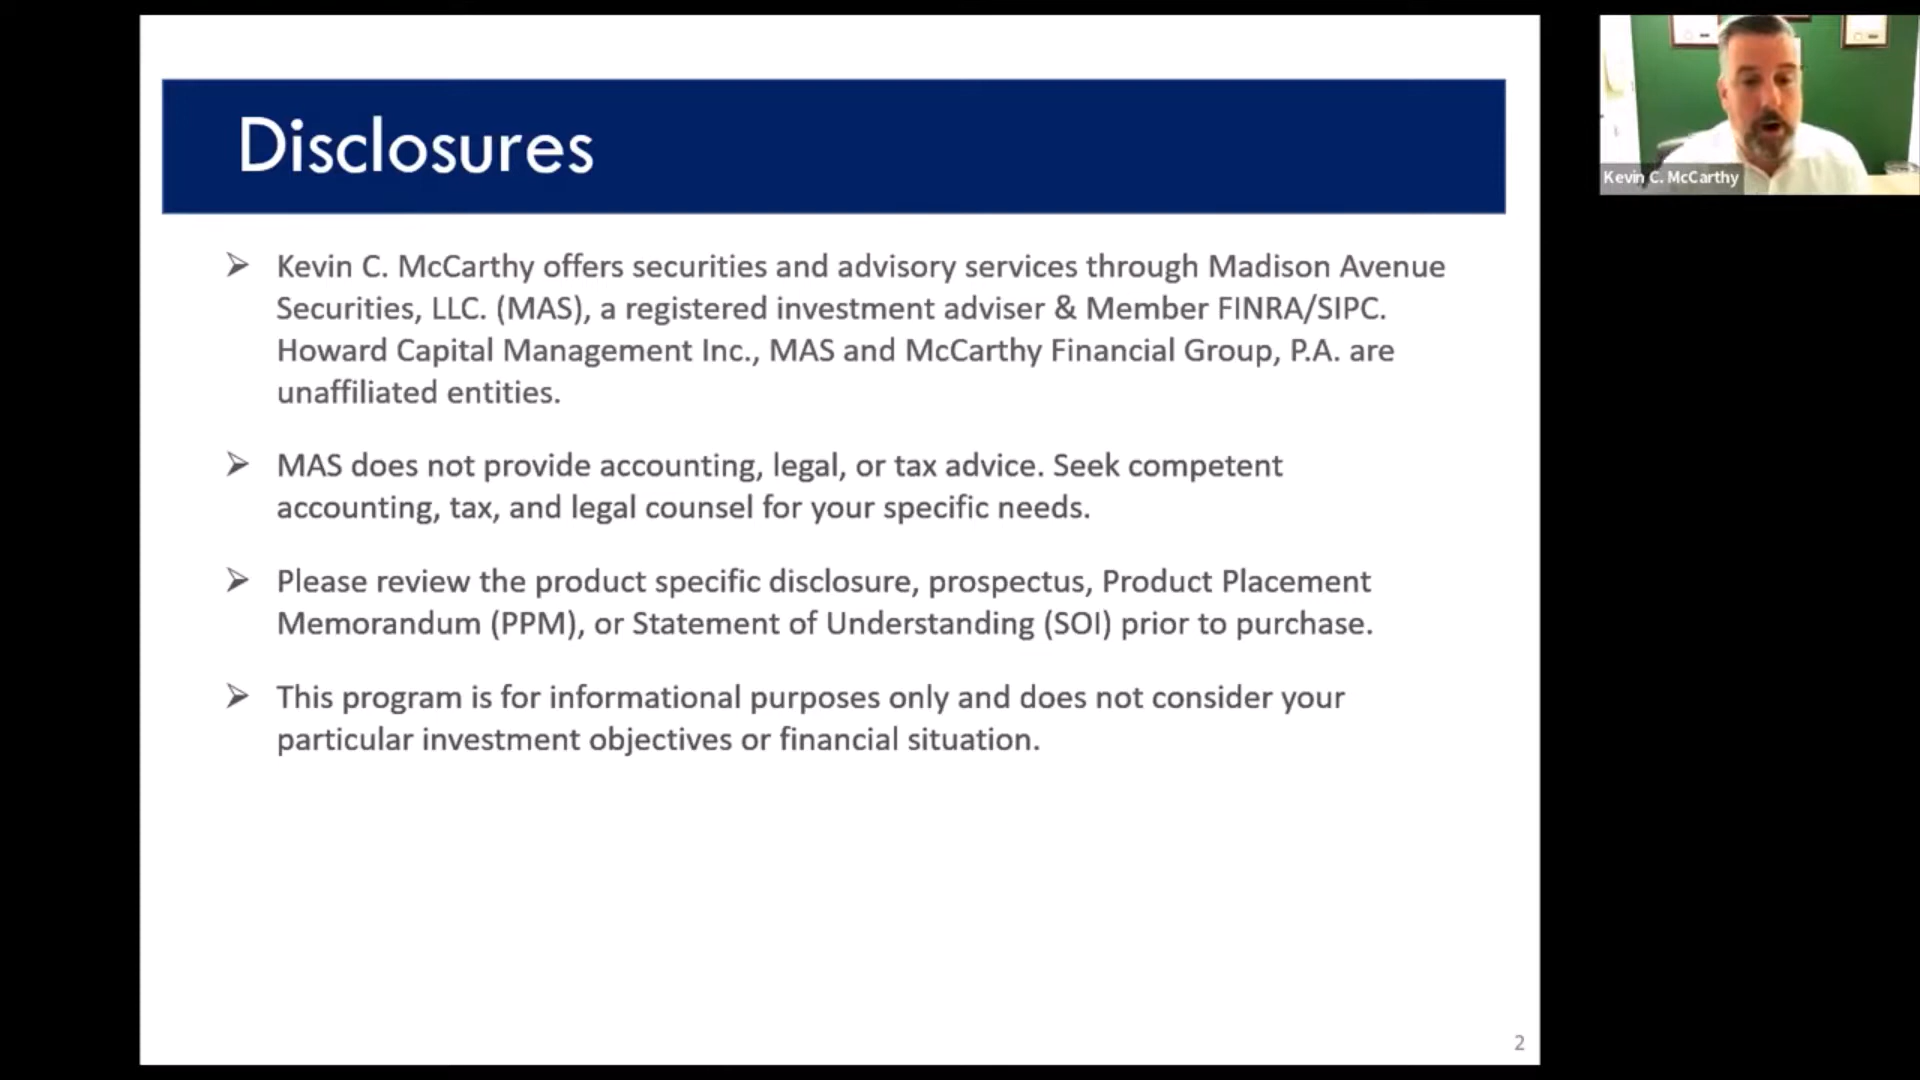 Disclosures
➢ Kevin C. McCarthy offers securities and advisory services through Madison Avenue
Securities, LLC. (MAS), a registered investment adviser & Member FINRA/SIPC.
Howard Capital Management Inc., MAS and McCarthy Financial Group, P.A. are
unaffiliated entities.
➢ MAS does not provide accounting, legal, or tax advice. Seek competent
accounting, tax, and legal counsel for your specific needs.
➢ Please review the product specific disclosure, prospectus, Product Placement
Memorandum (PPM), or Statement of Understanding (SOI) prior to purchase.
➢ This program is for informational purposes only and does not consider your
particular investment objectives or financial situation.
2
Kevin C. McCarthy